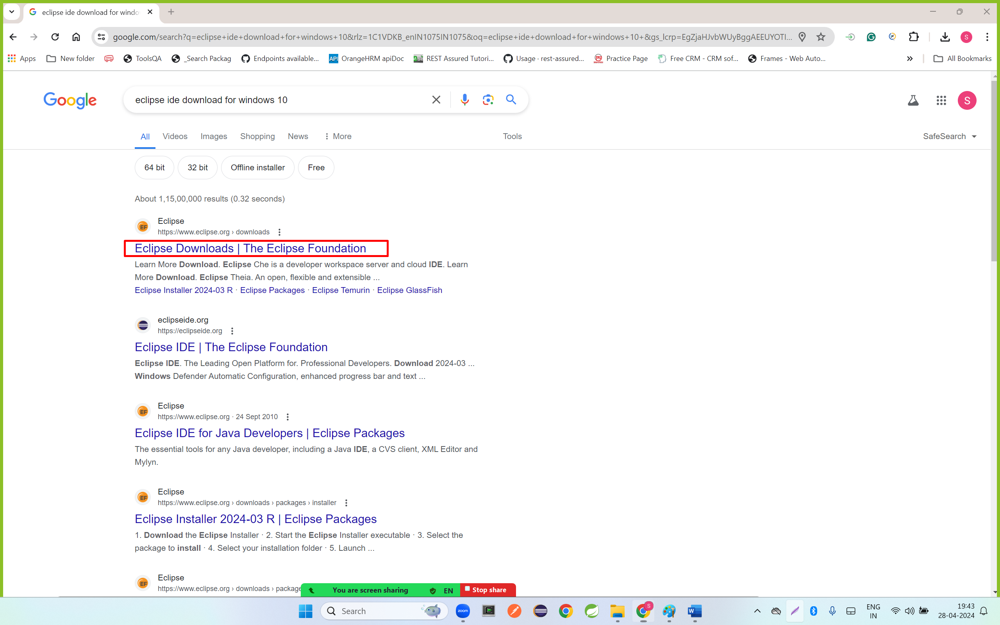 eclipse ide download for windo
google.com/search?q=eclipse+ide+download+for+windows+10&rlz=1C1VDKB_enIN1075IN1075&oq=eclipse+ide+download+for+windows+10+&gs_lcrp=EgZjaHJvbWUyBggAEEUYOTI...
S
Apps New folder ToolsQA _Search Packag Endpoints available... API OrangeHRM apiDoc REST Assured Tutori... Usage · rest-assured... Practice Page Free CRM - CRM sof... Frames - Web Auto... » All Bookmarks
Google
eclipse ide download for windows 10
S
All Videos Images Shopping News More Tools SafeSearch
64 bit 32 bit Offline installer Free
About 1,15,00,000 results (0.32 seconds)
EF
Eclipse
https://www.eclipse.org › downloads
Eclipse Downloads | The Eclipse Foundation
Learn More Download. Eclipse Che is a developer workspace server and cloud IDE. Learn
More Download. Eclipse Theia. An open, flexible and extensible ...
Eclipse Installer 2024-03 R · Eclipse Packages · Eclipse Temurin · Eclipse GlassFish
eclipseide.org
https://eclipseide.org
Eclipse IDE | The Eclipse Foundation
Eclipse IDE. The Leading Open Platform for. Professional Developers. Download 2024-03 ...
Windows Defender Automatic Configuration, enhanced progress bar and text ...
EF
Eclipse
https://www.eclipse.org · 24 Sept 2010
Eclipse IDE for Java Developers | Eclipse Packages
The essential tools for any Java developer, including a Java IDE, a CVS client, XML Editor and
Mylyn.
EF
Eclipse
https://www.eclipse.org › downloads › packages › installer
Eclipse Installer 2024-03 R | Eclipse Packages
1. Download the Eclipse Installer · 2. Start the Eclipse Installer executable · 3. Select the
package to install · 4. Select your installation folder · 5. Launch ...
EF
Eclipse
https://www.eclipse.org › downloads › package
You are screen sharing EN Stop share
Search
zoom
S
W
ENG
IN
19:43
28-04-2024